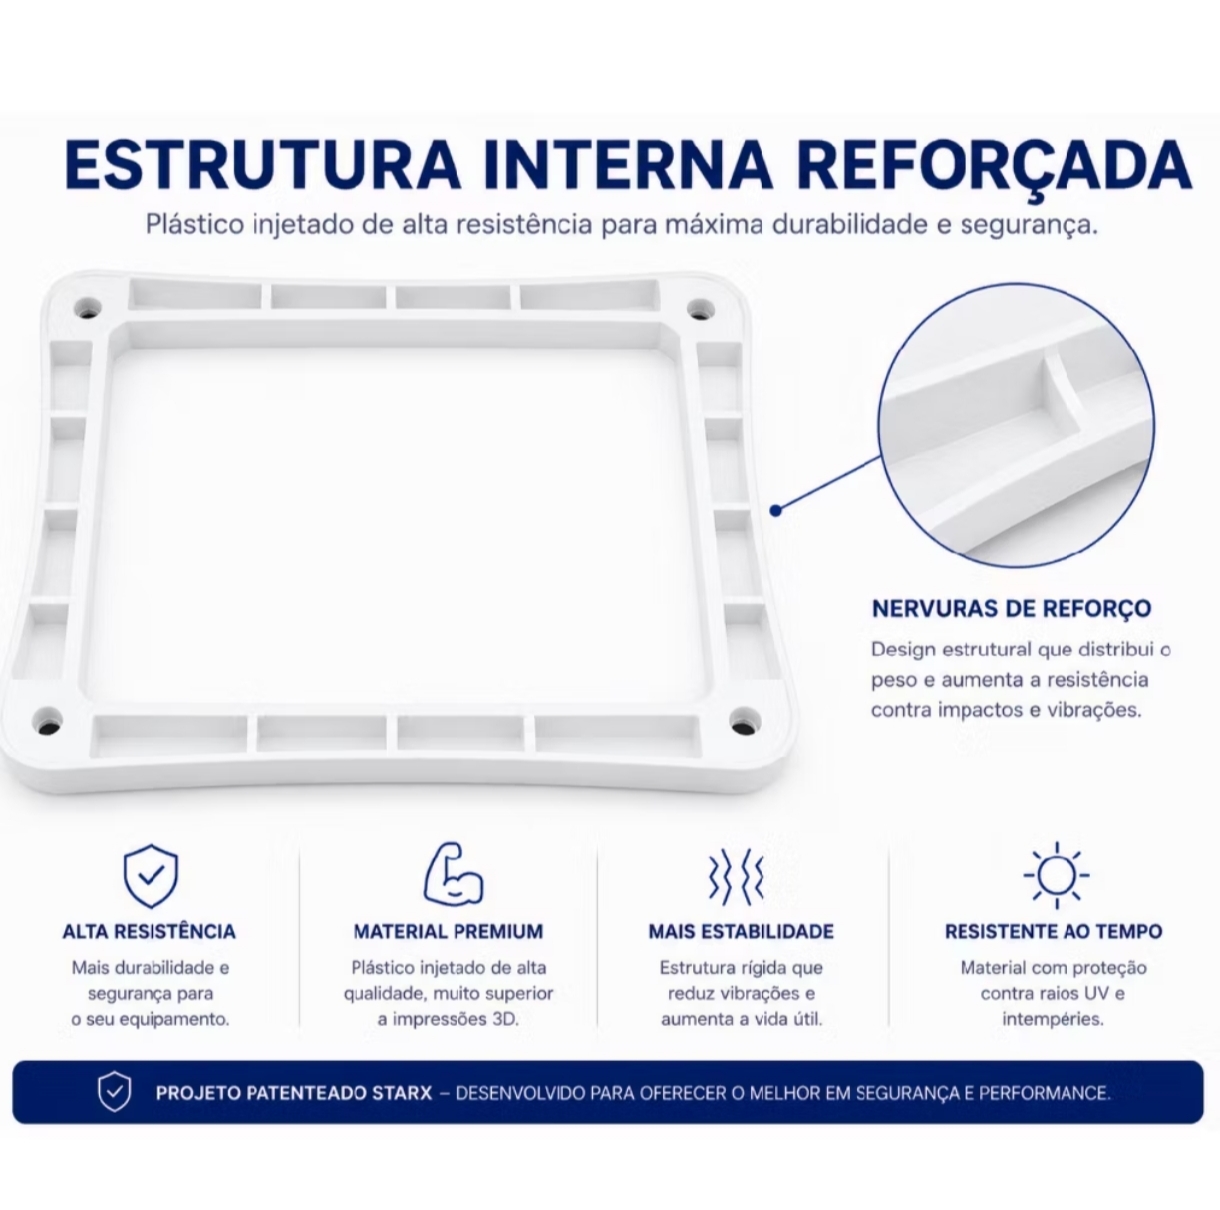 ESTRUTURA INTERNA REFORÇADA
Plástico injetado de alta resistência para máxima durabilidade e segurança.
NERVURAS DE REFORÇO
Design estrutural que distribui o
peso e aumenta a resistência
contra impactos e vibrações.
ALTA RESISTÊNCIA
Mais durabilidade e
segurança para
o seu equipamento.
MATERIAL PREMIUM
Plástico injetado de alta
qualidade, muito superior
a impressões 3D.
MAIS ESTABILIDADE
Estrutura rígida que
reduz vibrações e
aumenta a vida útil.
RESISTENTE AO TEMPO
Material com proteção
contra raios UV e
intempéries.
PROJETO PATENTEADO STARX – DESENVOLVIDO PARA OFERECER O MELHOR EM SEGURANÇA E PERFORMANCE.